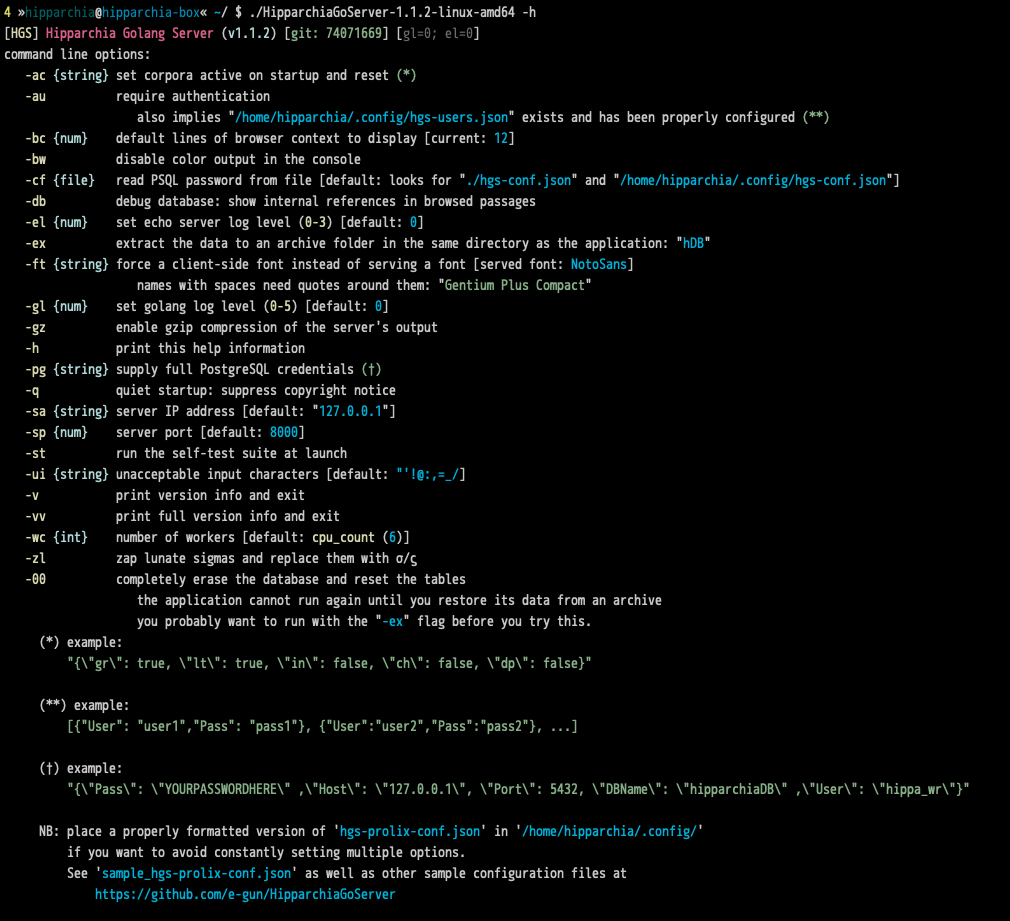 4 »hipparchia@hipparchia-box« ~/ $ ./HipparchiaGoServer-1.1.2-linux-amd64 -h
[HGS] Hipparchia Golang Server (v1.1.2) [git: 74071669] [gl=0; el=0]
command line options:
-ac {string} set corpora active on startup and reset (*)
-au require authentication
also implies "/home/hipparchia/.config/hgs-users.json" exists and has been properly configured (**)
-bc {num} default lines of browser context to display [current: 12]
-bw disable color output in the console
-cf {file} read PSQL password from file [default: looks for "./hgs-conf.json" and "/home/hipparchia/.config/hgs-conf.json"]
-db debug database: show internal references in browsed passages
-el {num} set echo server log level (0-3) [default: 0]
-ex extract the data to an archive folder in the same directory as the application: "hDB"
-ft {string} force a client-side font instead of serving a font [served font: NotoSans]
names with spaces need quotes around them: "Gentium Plus Compact"
-gl {num} set golang log level (0-5) [default: 0]
-gz enable gzip compression of the server's output
-h print this help information
-pg {string} supply full PostgreSQL credentials (†)
-q quiet startup: suppress copyright notice
-sa {string} server IP address [default: "127.0.0.1"]
-sp {num} server port [default: 8000]
-st run the self-test suite at launch
-ui {string} unacceptable input characters [default: "'!@:,=_/]
-v print version info and exit
-vv print full version info and exit
-wc {int} number of workers [default: cpu_count (6)]
-zl zap lunate sigmas and replace them with σ/ς
-00 completely erase the database and reset the tables
the application cannot run again until you restore its data from an archive
you probably want to run with the "-ex" flag before you try this.
(*) example:
"{\"gr\": true, \"lt\": true, \"in\": false, \"ch\": false, \"dp\": false}"
(**) example:
[{"User": "user1","Pass": "pass1"}, {"User":"user2","Pass":"pass2"}, ...]
(†) example:
"{\"Pass\": \"YOURPASSWORDHERE\" ,\"Host\": \"127.0.0.1\", \"Port\": 5432, \"DBName\": \"hipparchiaDB\" ,\"User\": \"hippa_wr\"}"
NB: place a properly formatted version of 'hgs-prolix-conf.json' in '/home/hipparchia/.config/'
if you want to avoid constantly setting multiple options.
See 'sample_hgs-prolix-conf.json' as well as other sample configuration files at
https://github.com/e-gun/HipparchiaGoServer